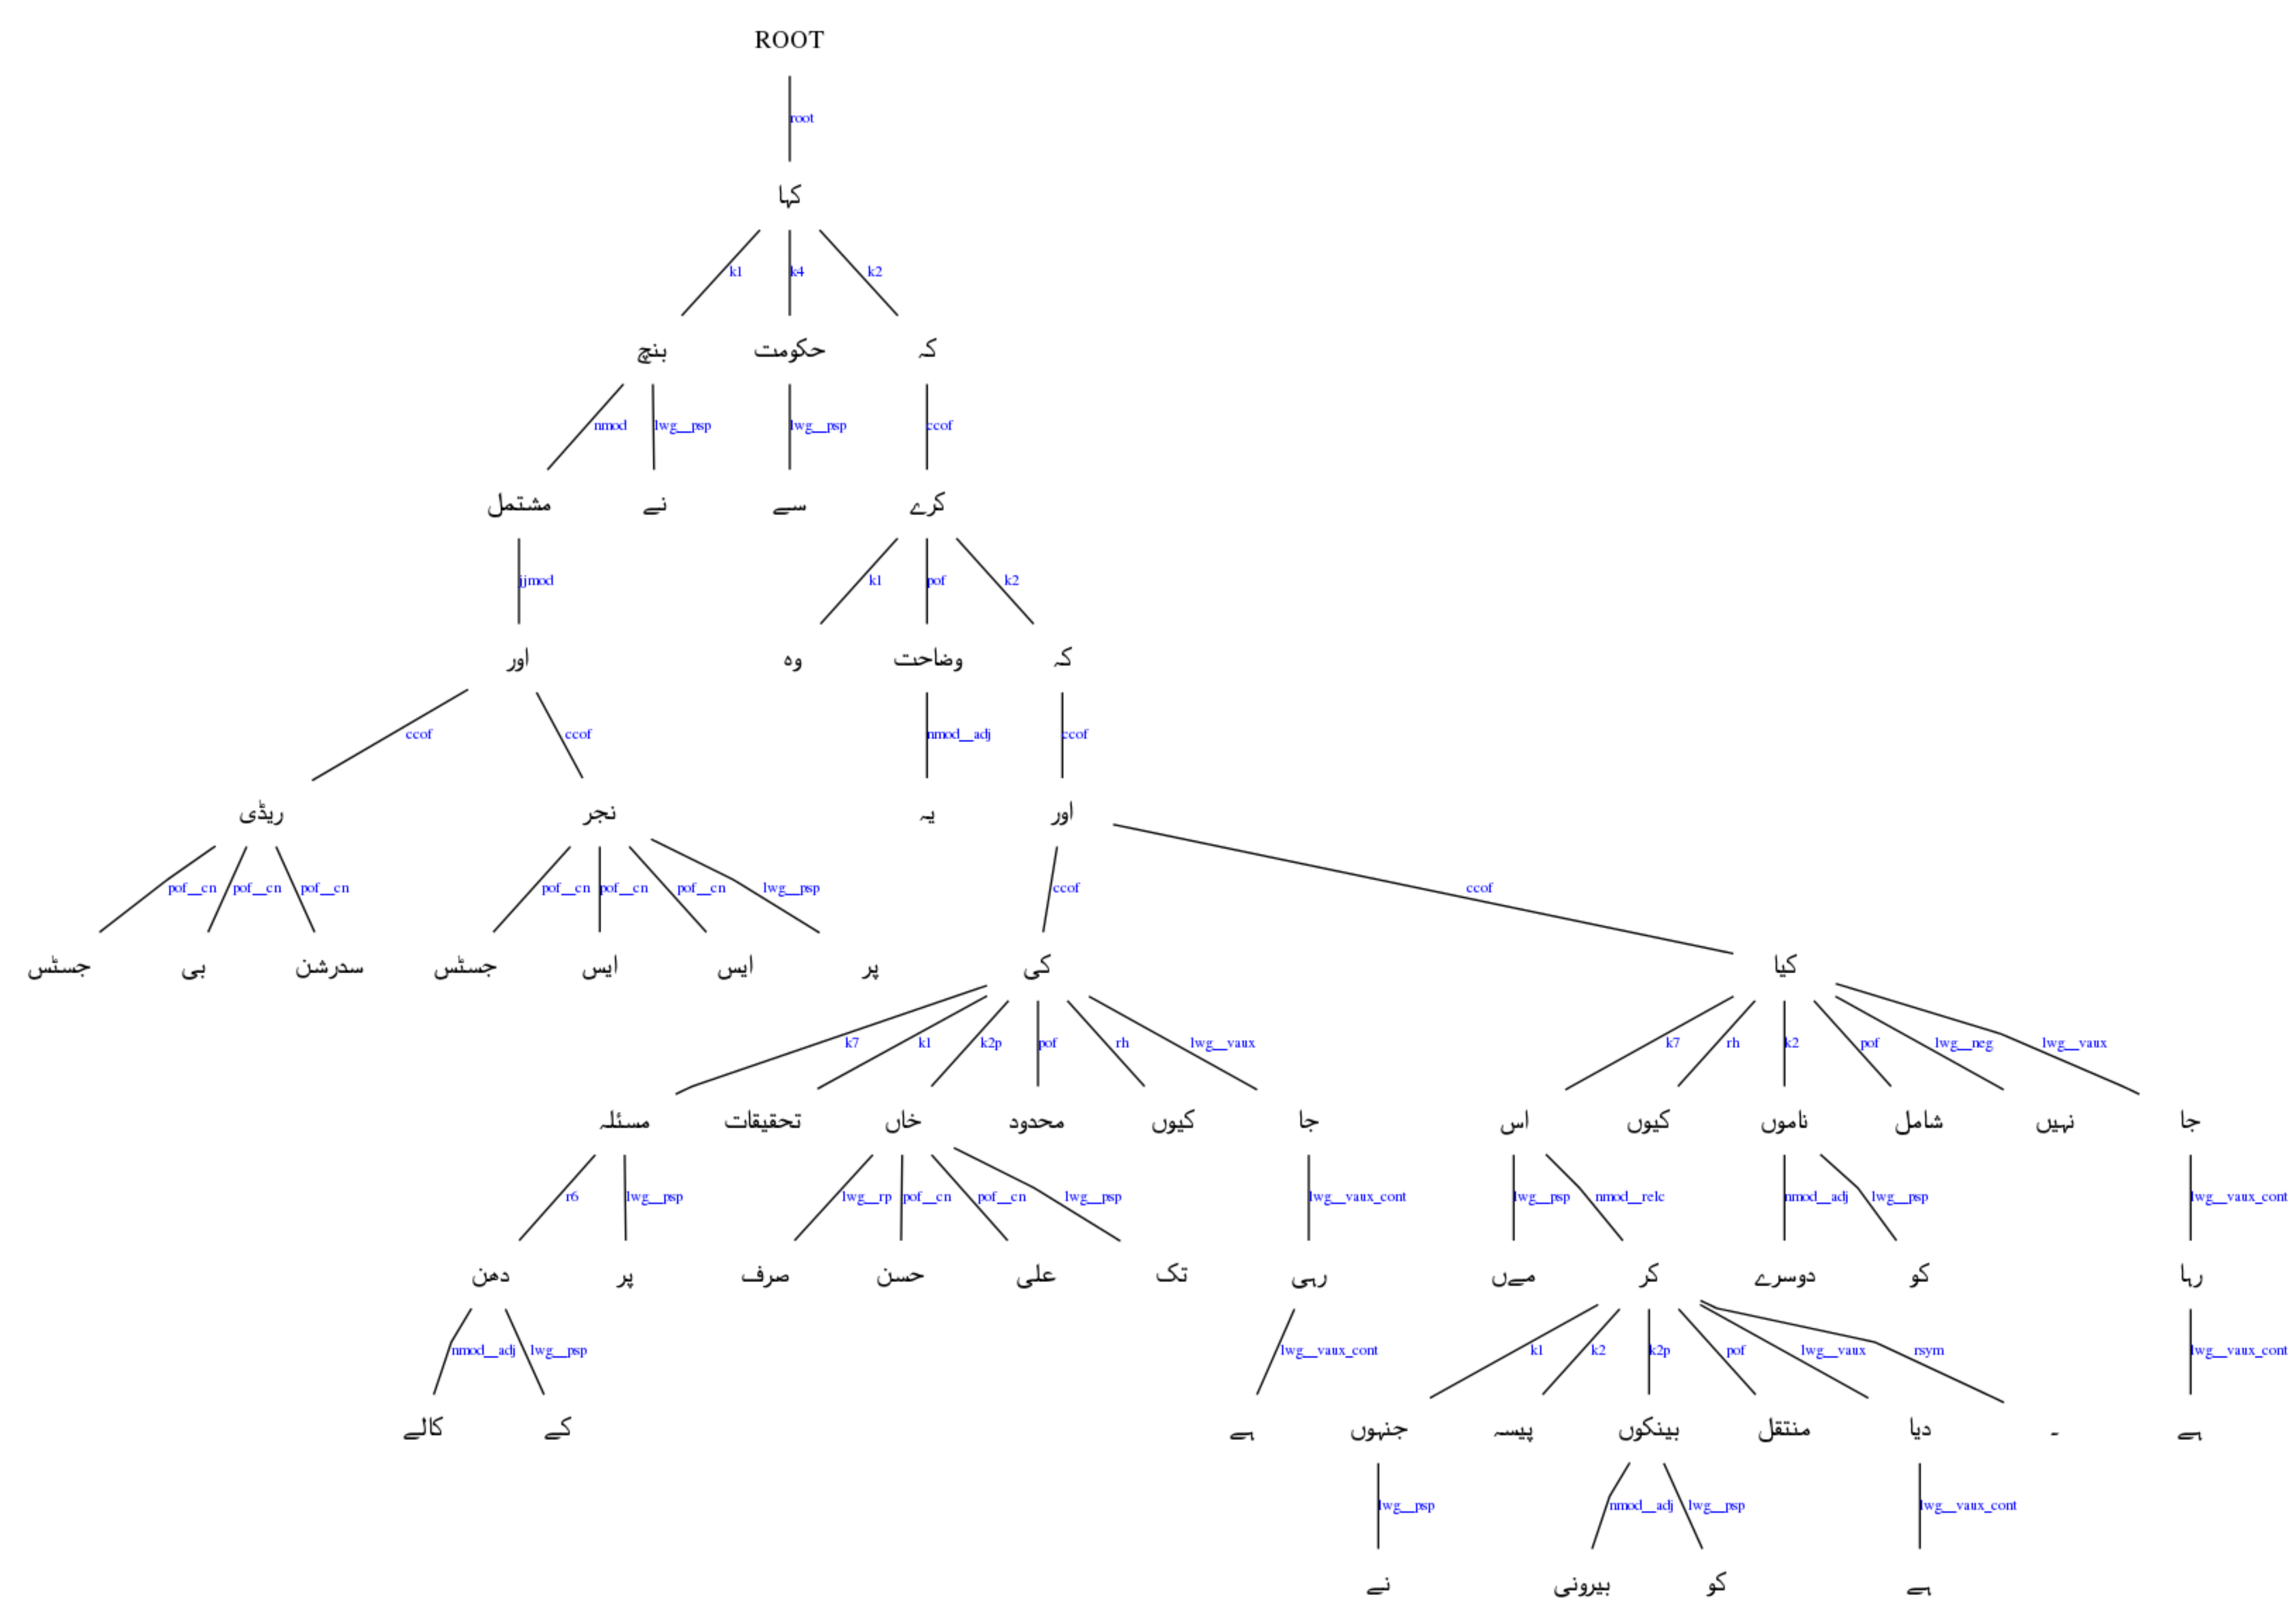 ROOT
root
کہا
k1 k4 k2
بنچ حکومت کہ
nmod lwg__psp lwg__psp ccof
مشتمل نے سے کرے
jjmod k1 pof k2
اور وہ وضاحت کہ
ccof ccof nmod__adj ccof
ریڈی نجر یہ اور
pof__cn pof__cn pof__cn pof__cn pof__cn pof__cn lwg__psp ccof ccof
جسٹس بی سدرشن جسٹس ایس ایس پر کی کیا
k7 k1 k2p pof rh lwg__vaux k7 rh k2 pof lwg__neg lwg__vaux
مسئلہ تحقیقات خاں محدود کیوں جا اس کیوں ناموں شامل نہیں جا
r6 lwg__psp lwg__rp pof__cn pof__cn lwg__psp lwg__vaux_cont lwg__psp nmod__relc nmod__adj lwg__psp lwg__vaux_cont
دھن پر صرف حسن علی تک رہی مےں کر دوسرے کو رہا
nmod__adj lwg__psp lwg__vaux_cont k1 k2 k2p pof lwg__vaux rsym lwg__vaux_cont
کالے کے ہے جنہوں پیسہ بینکوں منتقل دیا ۔ ہے
lwg__psp nmod__adj lwg__psp lwg__vaux_cont
نے بیرونی کو ہے